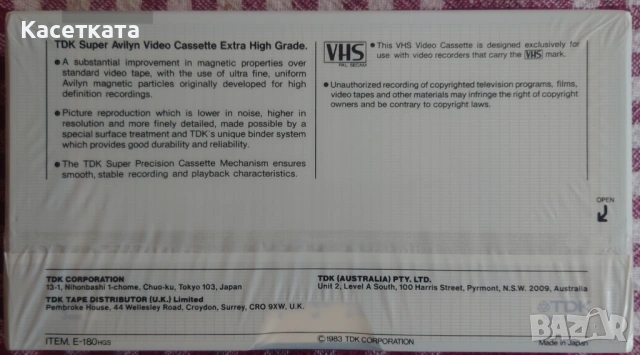 Касетката
TDK Super Avilyn Video Cassette Extra High Grade.
●A substantial improvement in magnetic properties over
standard video tape, with the use of ultra fine, uniform
Avilyn magnetic particles originally developed for high
definition recordings.
●Picture reproduction which is lower in noise, higher in
resolution and more finely detailed, made possible by a
special surface treatment and TDK's unique binder system
which provides good durability and reliability.
●The TDK Super Precision Cassette Mechanism ensures
smooth, stable recording and playback characteristics.
VHS
PAL SECAM
●This VHS Video Cassette is designed exclusively for
use with video recorders that carry the VHS mark.
●Unauthorized recording of copyrighted television programs, films,
video tapes and other materials may infringe the right of copyright
owners and be contrary to copyright laws.
OPEN
TDK CORPORATION
13-1, Nihonbashi 1-chome, Chuo-ku, Tokyo 103, Japan
TDK TAPE DISTRIBUTOR (U.K.) Limited
Pembroke House, 44 Wellesley Road, Croydon, Surrey, CRO 9XW, U.K.
TDK (AUSTRALIA) PTY. LTD.
Unit 2, Level A South, 100 Harris Street, Pyrmont, N.S.W. 2009, Australia
TDK
ITEM. E-180HGS
©1983 TDK CORPORATION
Made in Japan
bazar